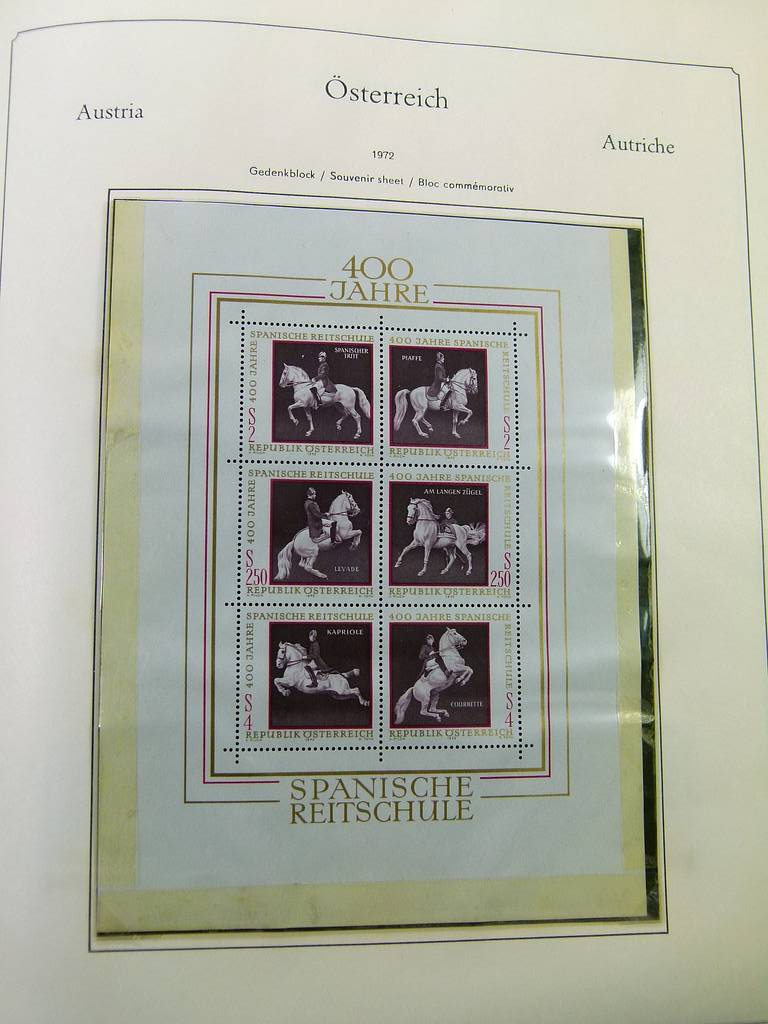 Österreich
Austria
Autriche
1972
Gedenkblock / Souvenir sheet / Bloc commémorativ
400
JAHRE
SPANISCHE REITSCHULE
400 JAHRE
SPANISCHER
TRITT
S
2
REPUBLIK ÖSTERREICH
400 JAHRE SPANISCHE
REITSCHULE
PIAFFE
S
2
REPUBLIK ÖSTERREICH
SPANISCHE REITSCHULE
400 JAHRE
LEVADE
S
250
REPUBLIK ÖSTERREICH
400 JAHRE SPANISCHE
REITSCHULE
AM LANGEN ZÜGEL
S
250
REPUBLIK ÖSTERREICH
SPANISCHE REITSCHULE
400 JAHRE
KAPRIOLE
S
4
REPUBLIK ÖSTERREICH
400 JAHRE SPANISCHE
REITSCHULE
COURBETTE
S
4
REPUBLIK ÖSTERREICH
SPANISCHE
REITSCHULE